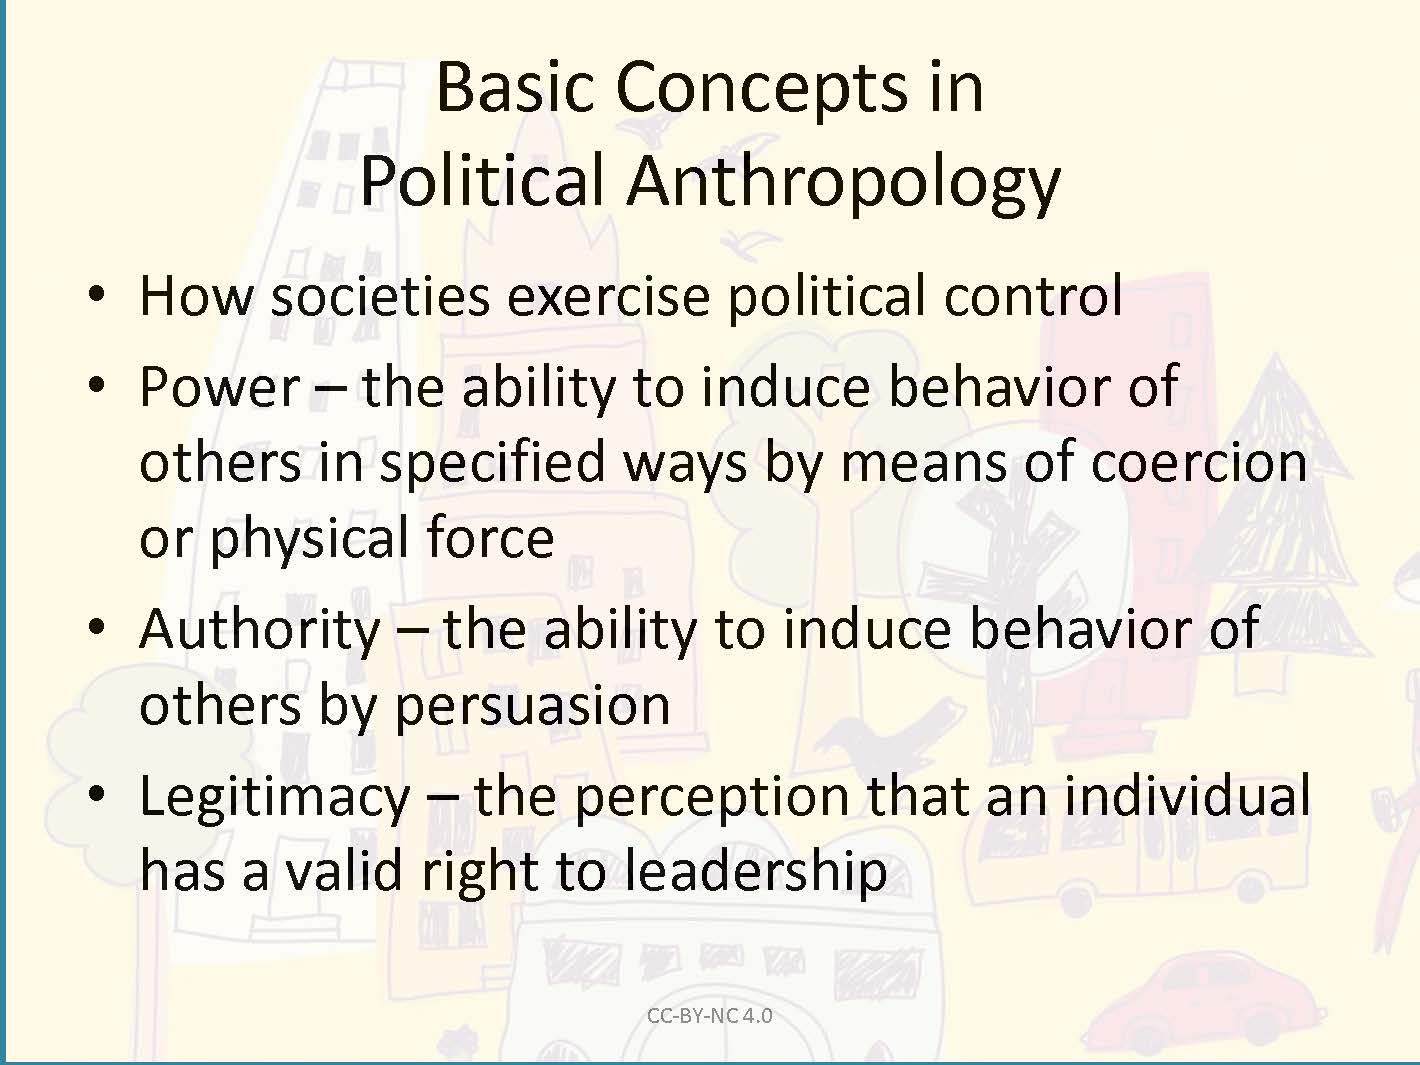 Basic Concepts in
Political Anthropology
• How societies exercise political control
• Power – the ability to induce behavior of
others in specified ways by means of coercion
or physical force
• Authority – the ability to induce behavior of
others by persuasion
• Legitimacy – the perception that an individual
has a valid right to leadership
CC-BY-NC 4.0